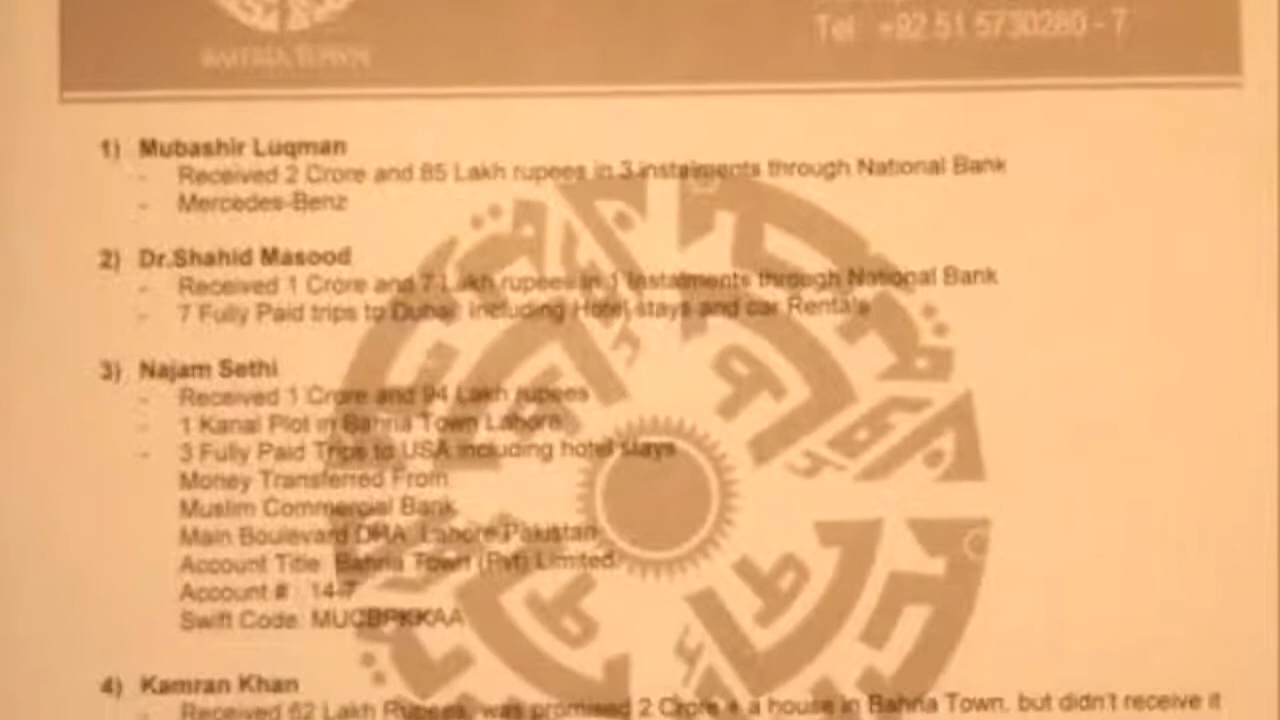 BAHRIA TOWN
Tel +92 51 5730280 - 7
1) Mubashir Luqman
- Received 2 Crore and 85 Lakh rupees in 3 instalments through National Bank
- Mercedes-Benz
2) Dr.Shahid Masood
- Received 1 Crore and 7 Lakh rupees in 1 Instalments through National Bank
- 7 Fully Paid trips to Dubai Including Hotel stays and car Rentals
3) Najam Sethi
- Received 1 Crore and 94 Lakh rupees
- 1 Kanal Plot in Bahria Town Lahore
- 3 Fully Paid Trips to USA including hotel stays
Money Transferred From
Muslim Commercial Bank
Main Boulevard DHA Lahore Pakistan
Account Title: Bahria Town (Pvt) Limited
Account # 14-7
Swift Code: MUCBPKKAA
4) Kamran Khan
- Received 62 Lakh Rupees, was promised 2 Crore + a house in Bahria Town, but didn't receive it